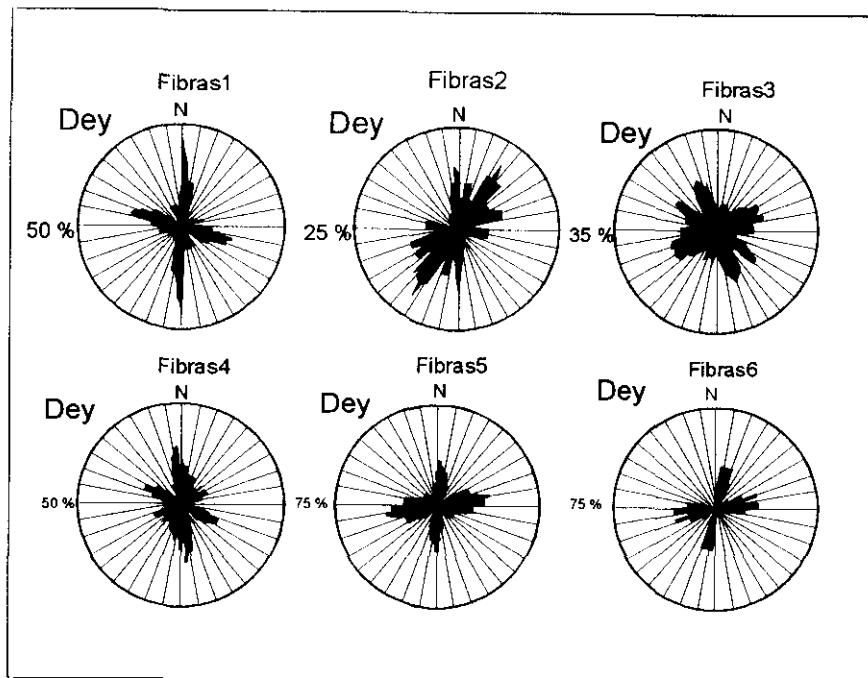 Fibras1
N
Dey
50 %
Fibras2
N
Dey
25 %
Fibras3
N
Dey
35 %
Fibras4
N
Dey
50 %
Fibras5
N
Dey
75 %
Fibras6
N
Dey
75 %